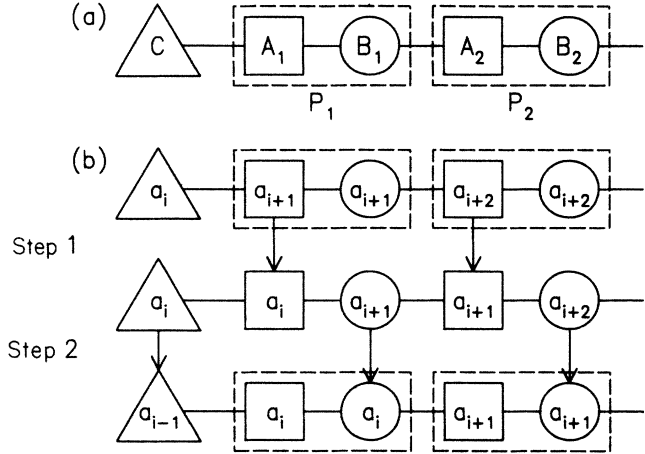 (a)
C A₁ B₁ A₂ B₂
P₁ P₂
(b)
aᵢ aᵢ₊₁ aᵢ₊₁ aᵢ₊₂ aᵢ₊₂
Step 1
aᵢ aᵢ aᵢ₊₁ aᵢ₊₁ aᵢ₊₂
Step 2
aᵢ₋₁ aᵢ aᵢ aᵢ₊₁ aᵢ₊₁